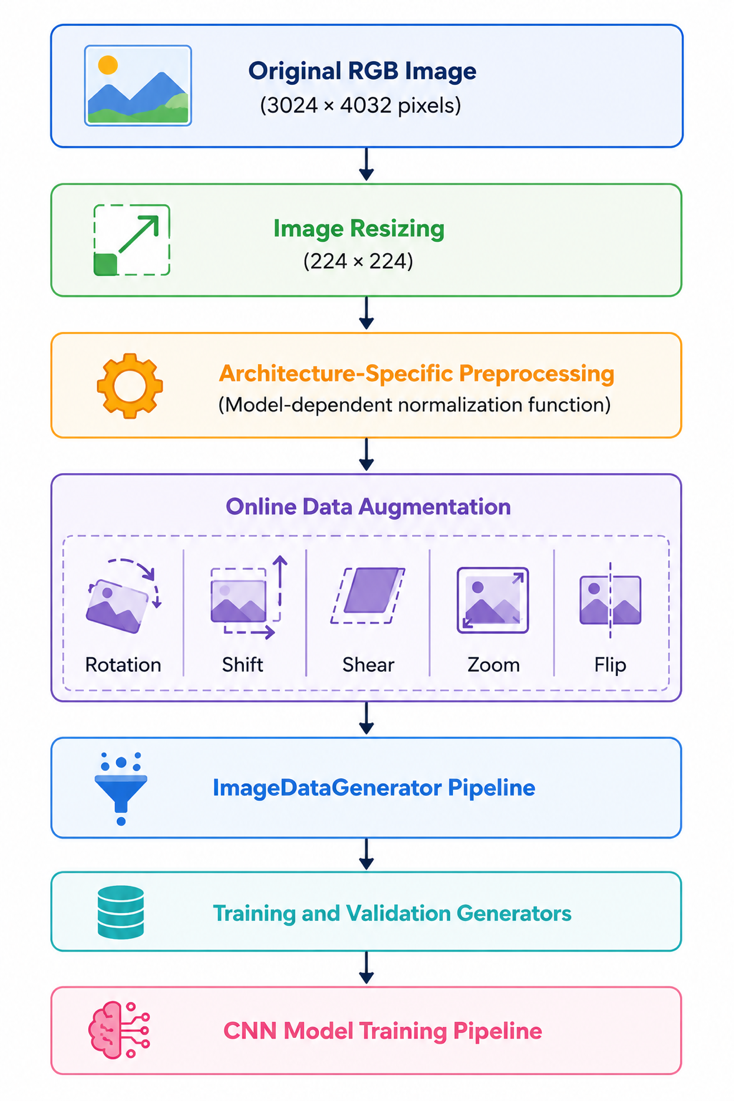 Original RGB Image
(3024 × 4032 pixels)
Image Resizing
(224 × 224)
Architecture-Specific Preprocessing
(Model-dependent normalization function)
Online Data Augmentation
Rotation
Shift
Shear
Zoom
Flip
ImageDataGenerator Pipeline
Training and Validation Generators
CNN Model Training Pipeline